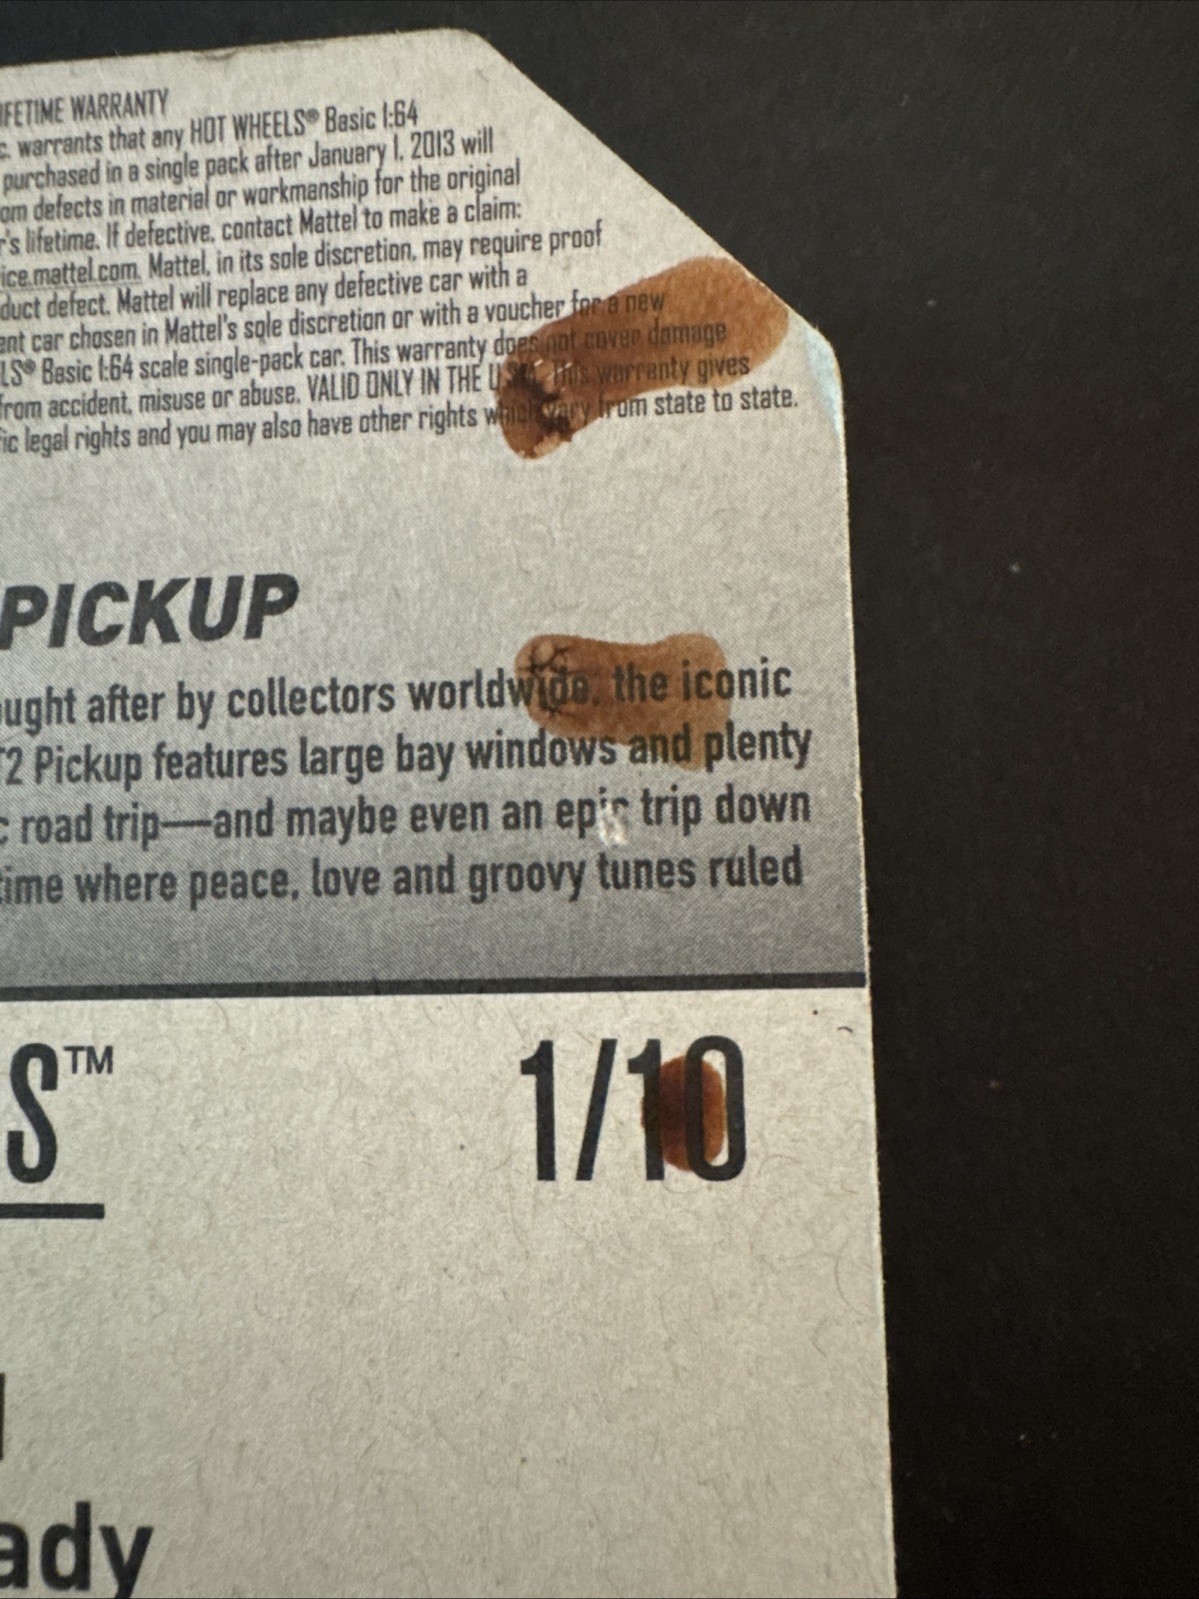 IFETIME WARRANTY
c. warrants that any HOT WHEELS® Basic 1:64
purchased in a single pack after January 1, 2013 will
om defects in material or workmanship for the original
r's lifetime. If defective, contact Mattel to make a claim:
ice.mattel.com. Mattel, in its sole discretion, may require proof
duct defect. Mattel will replace any defective car with a
ent car chosen in Mattel's sole discretion or with a voucher for a new
LS® Basic 1:64 scale single-pack car. This warranty does not cover damage
from accident, misuse or abuse. VALID ONLY IN THE U.S.A. This warranty gives
fic legal rights and you may also have other rights which vary from state to state.
PICKUP
ought after by collectors worldwide, the iconic
T2 Pickup features large bay windows and plenty
c road trip—and maybe even an epic trip down
time where peace, love and groovy tunes ruled
S™ 1/10
ady